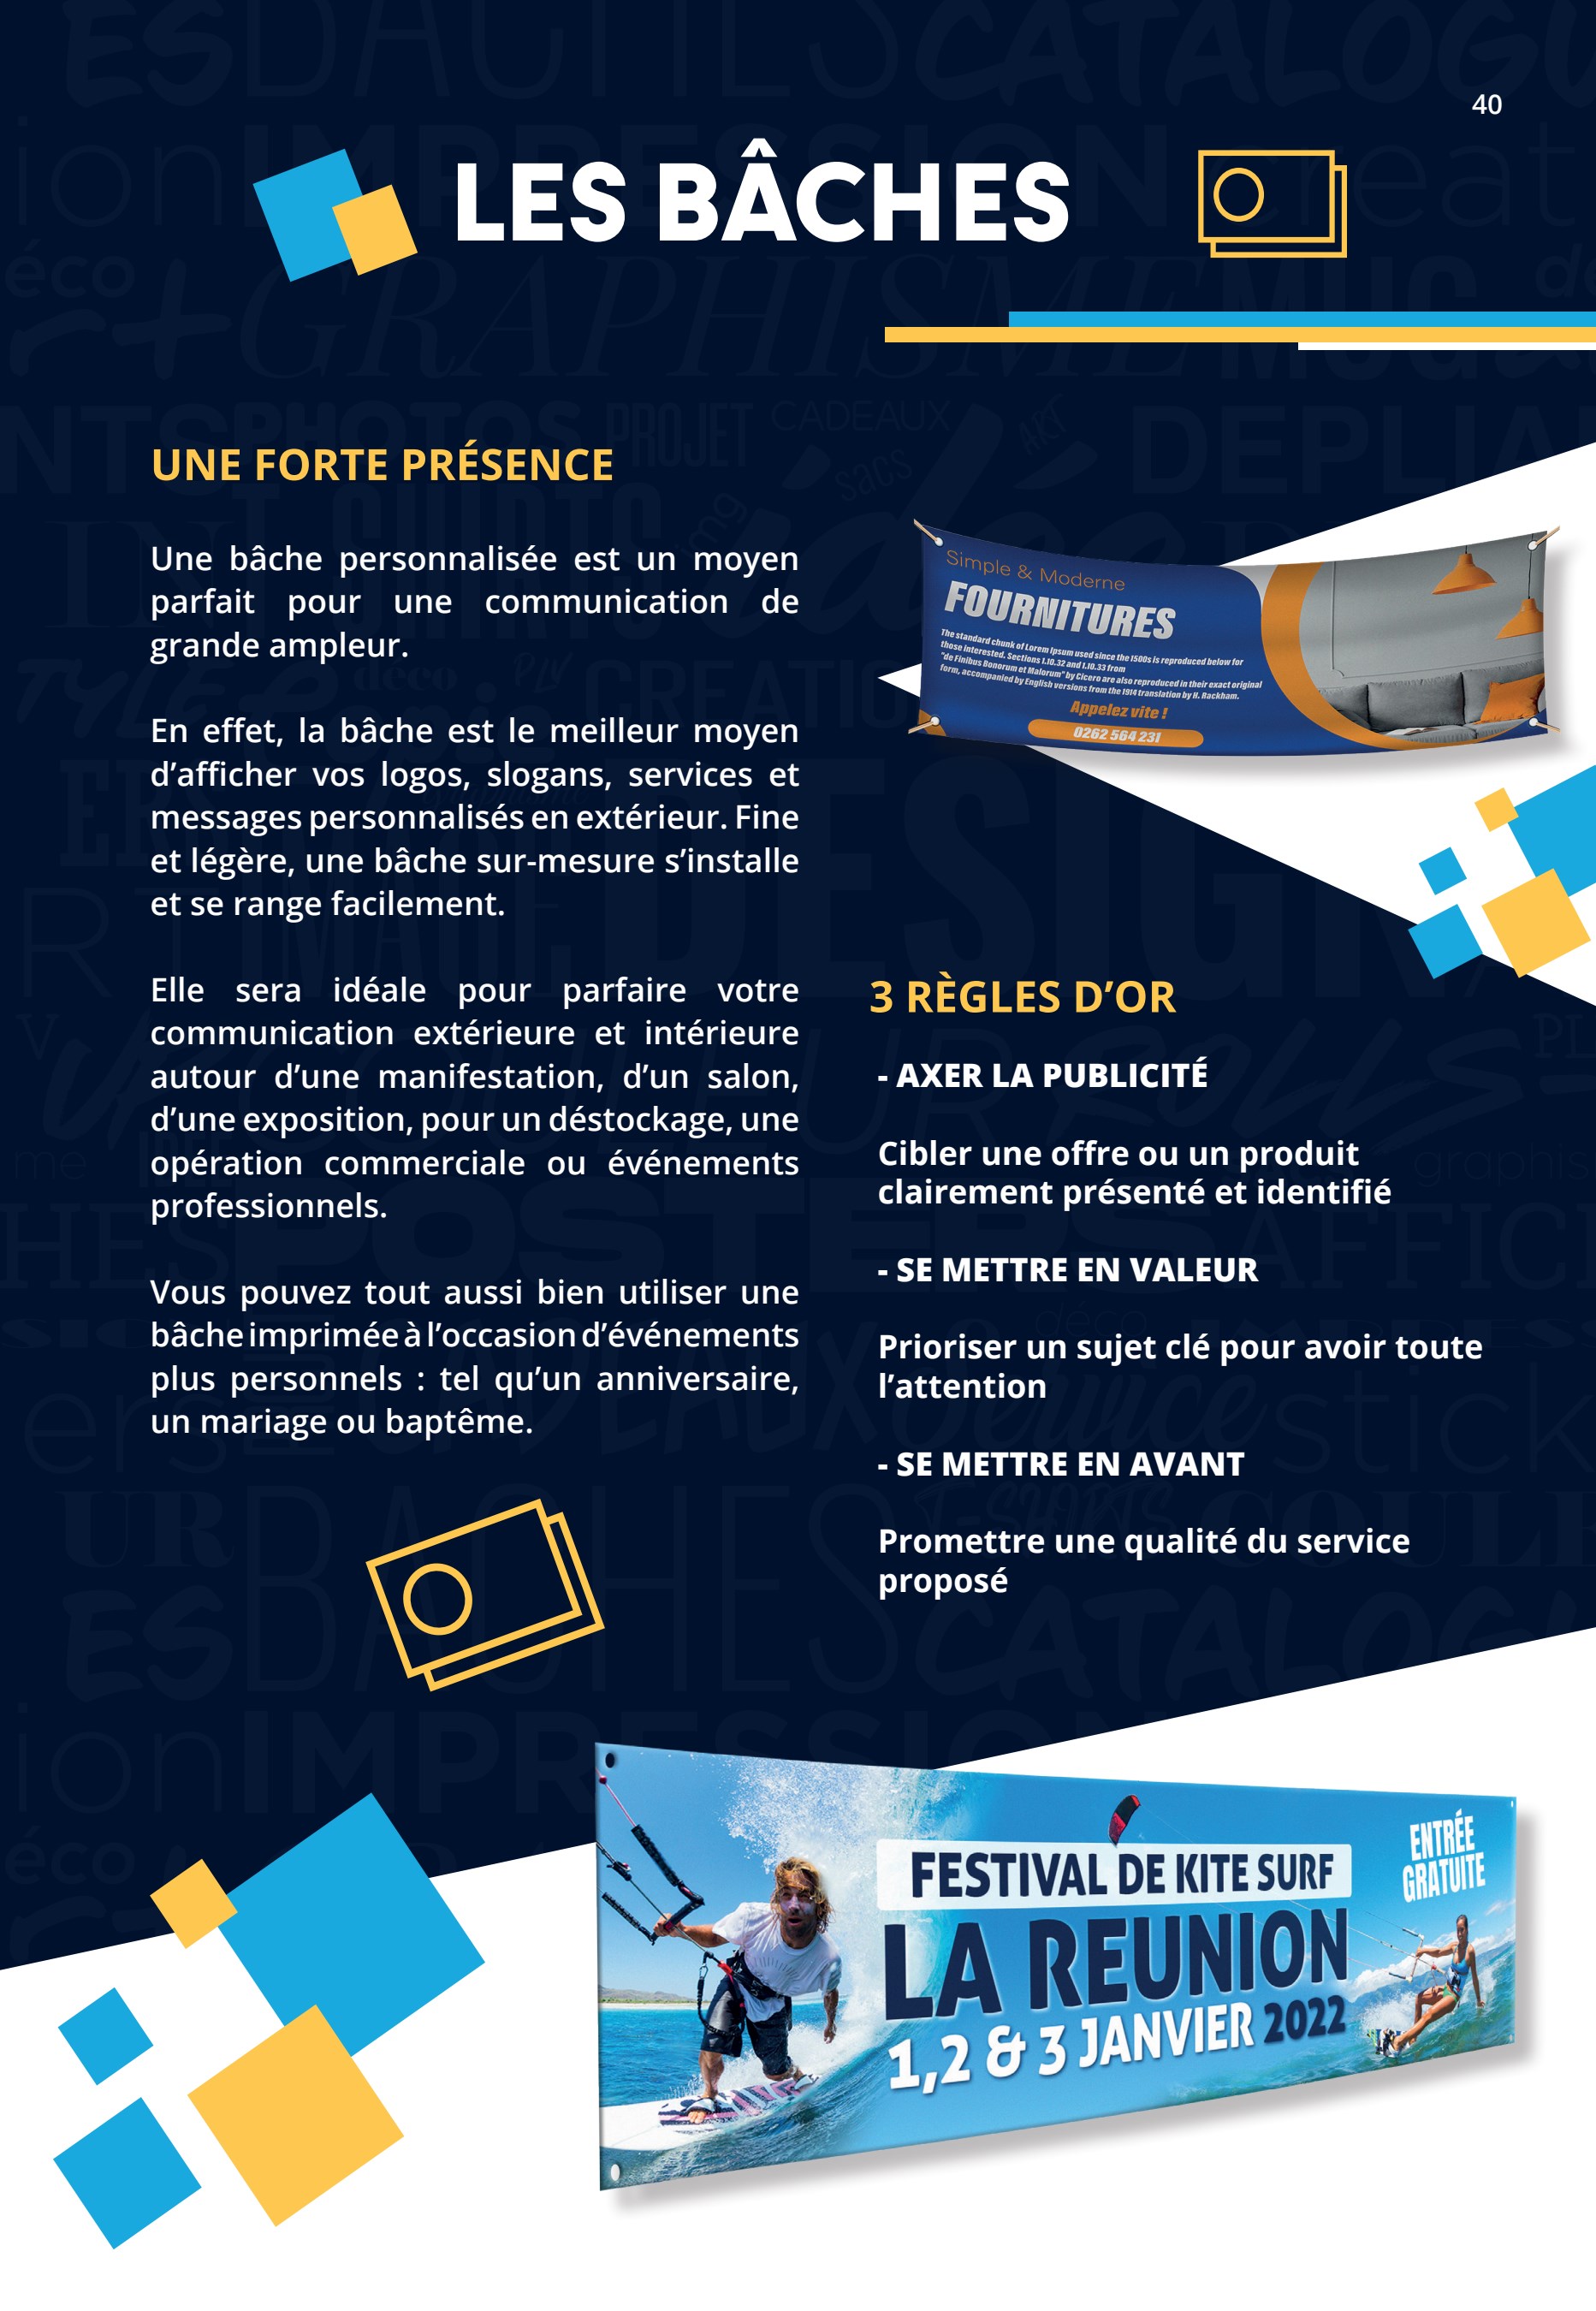 40
LES BÂCHES
UNE FORTE PRÉSENCE
Une bâche personnalisée est un moyen
parfait pour une communication de
grande ampleur.
En effet, la bâche est le meilleur moyen
d’afficher vos logos, slogans, services et
messages personnalisés en extérieur. Fine
et légère, une bâche sur-mesure s’installe
et se range facilement.
Elle sera idéale pour parfaire votre
communication extérieure et intérieure
autour d’une manifestation, d’un salon,
d’une exposition, pour un déstockage, une
opération commerciale ou événements
professionnels.
Vous pouvez tout aussi bien utiliser une
bâche imprimée à l’occasion d’événements
plus personnels : tel qu’un anniversaire,
un mariage ou baptême.
Simple & Moderne
FOURNITURES
The standard chunk of Lorem Ipsum used since the 1500s is reproduced below for
those interested. Sections 1.10.32 and 1.10.33 from
"de Finibus Bonorum et Malorum" by Cicero are also reproduced in their exact original
form, accompanied by English versions from the 1914 translation by H. Rackham.
Appelez vite !
0262 564 231
3 RÈGLES D’OR
- AXER LA PUBLICITÉ
Cibler une offre ou un produit
clairement présenté et identifié
- SE METTRE EN VALEUR
Prioriser un sujet clé pour avoir toute
l’attention
- SE METTRE EN AVANT
Promettre une qualité du service
proposé
FESTIVAL DE KITE SURF
LA REUNION
1,2 & 3 JANVIER 2022
ENTRÉE
GRATUITE